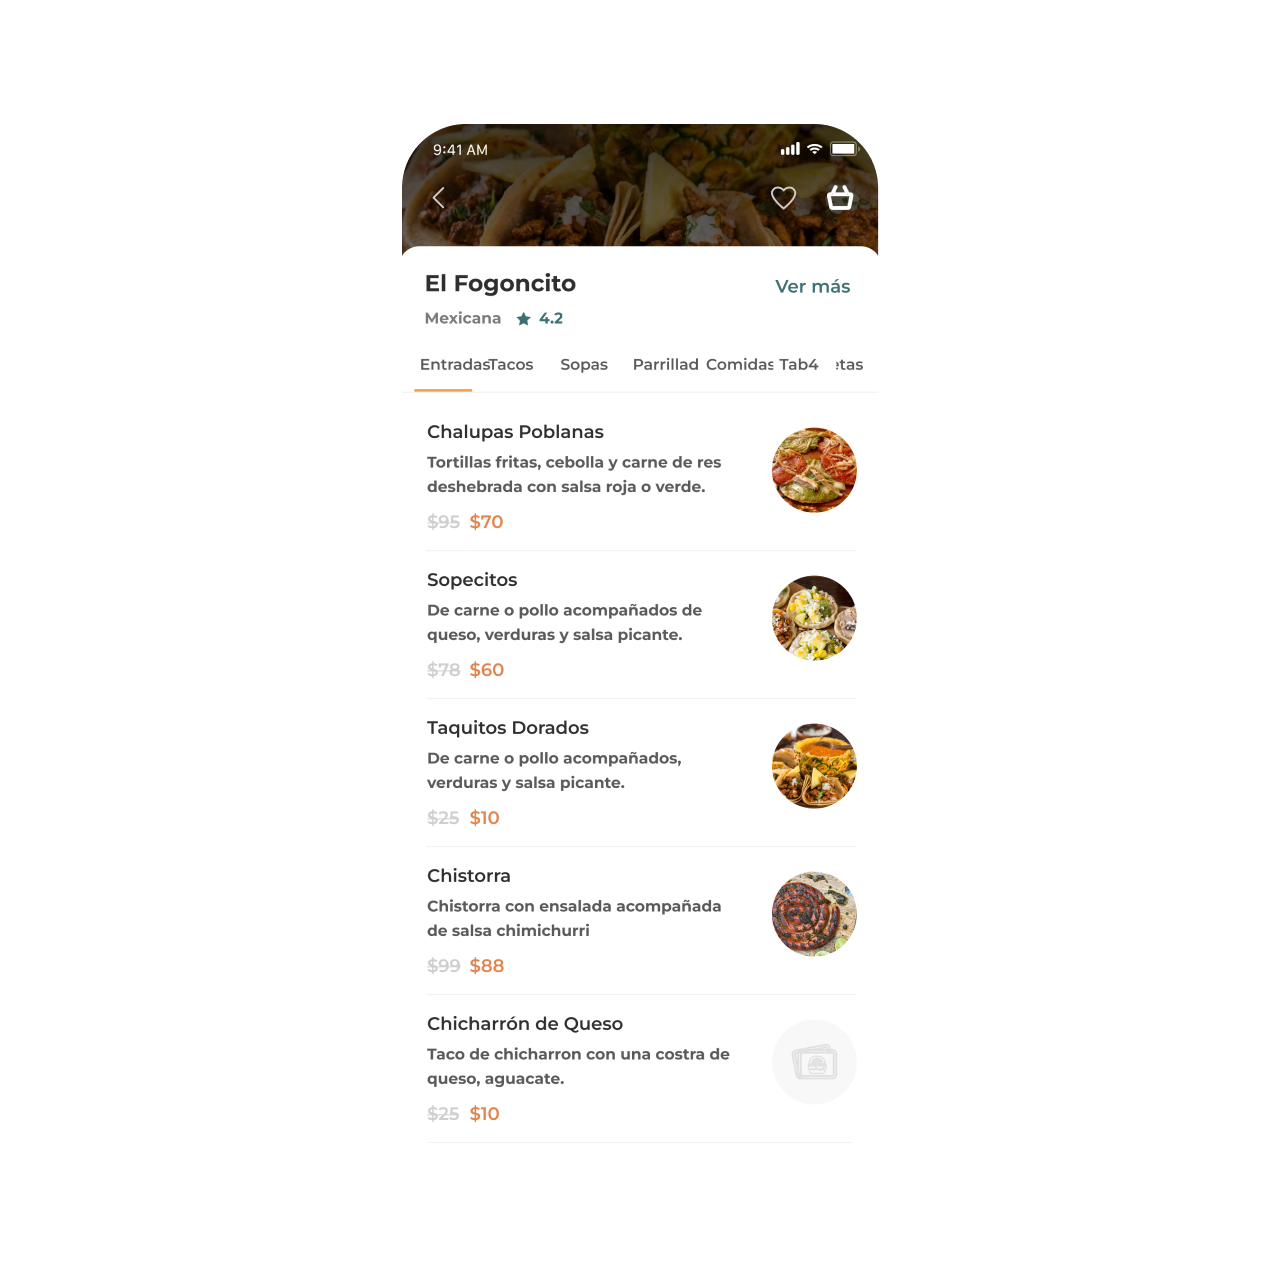 9:41 AM
El Fogoncito
Ver más
Mexicana 4.2
Entradas Tacos Sopas Parrillad Comidas Tab4 etas
Chalupas Poblanas
Tortillas fritas, cebolla y carne de res
deshebrada con salsa roja o verde.
$95 $70
Sopecitos
De carne o pollo acompañados de
queso, verduras y salsa picante.
$78 $60
Taquitos Dorados
De carne o pollo acompañados,
verduras y salsa picante.
$25 $10
Chistorra
Chistorra con ensalada acompañada
de salsa chimichurri
$99 $88
Chicharrón de Queso
Taco de chicharron con una costra de
queso, aguacate.
$25 $10